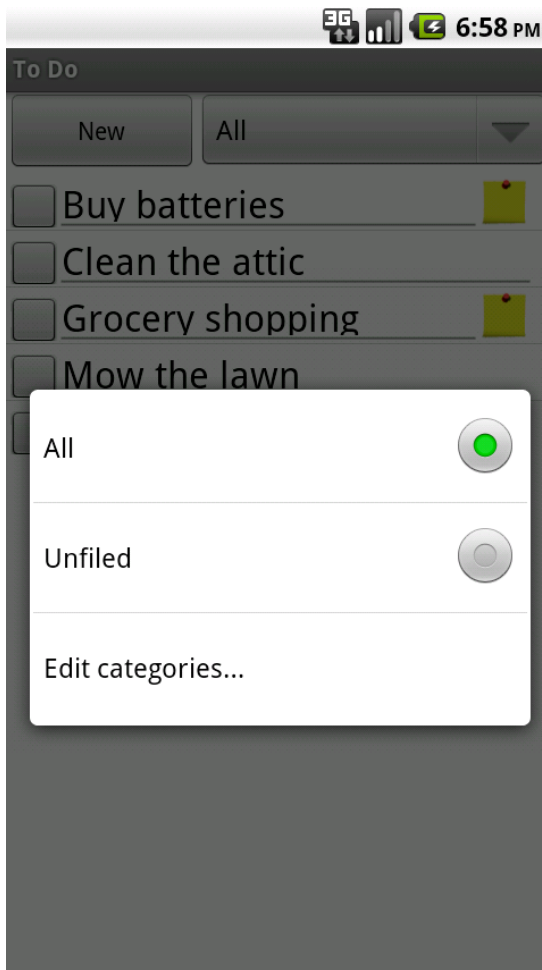 3G 6:58 PM
To Do
New All
Buy batteries
Clean the attic
Grocery shopping
Mow the lawn
All
Unfiled
Edit categories...